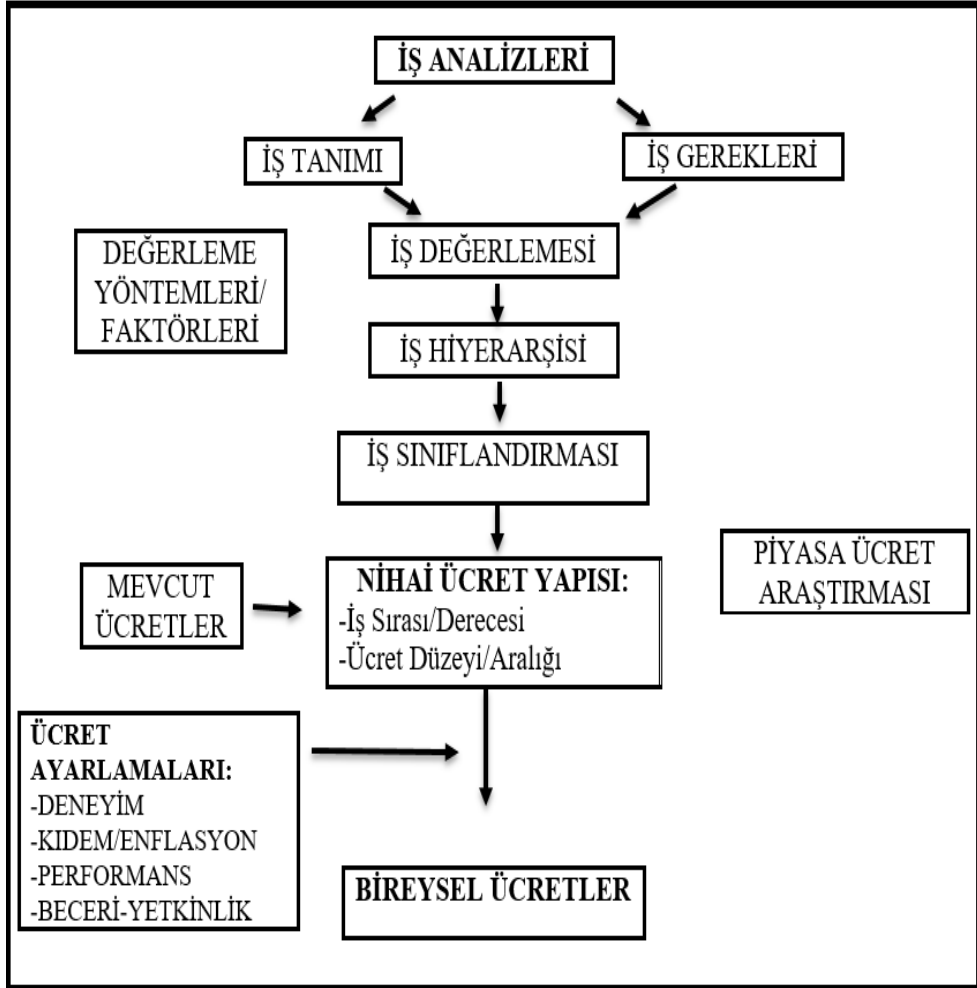 İŞ ANALİZLERİ
İŞ TANIMI
İŞ GEREKLERİ
DEĞERLEME
YÖNTEMLERİ/
FAKTÖRLERİ
İŞ DEĞERLEMESİ
İŞ HİYERARŞİSİ
İŞ SINIFLANDIRMASI
MEVCUT
ÜCRETLER
NİHAİ ÜCRET YAPISI:
-İş Sırası/Derecesi
-Ücret Düzeyi/Aralığı
PİYASA ÜCRET
ARAŞTIRMASI
ÜCRET
AYARLAMALARI:
-DENEYİM
-KIDEM/ENFLASYON
-PERFORMANS
-BECERİ-YETKİNLİK
BİREYSEL ÜCRETLER